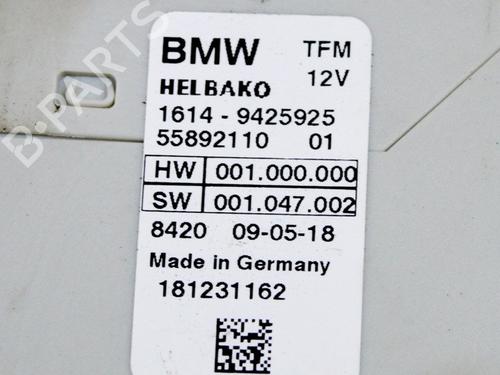 BMW TFM
HELBAKO 12V
1614 - 9425925
55892110 01
HW 001.000.000
SW 001.047.002
8420 09-05-18
Made in Germany
181231162
B-PARTS